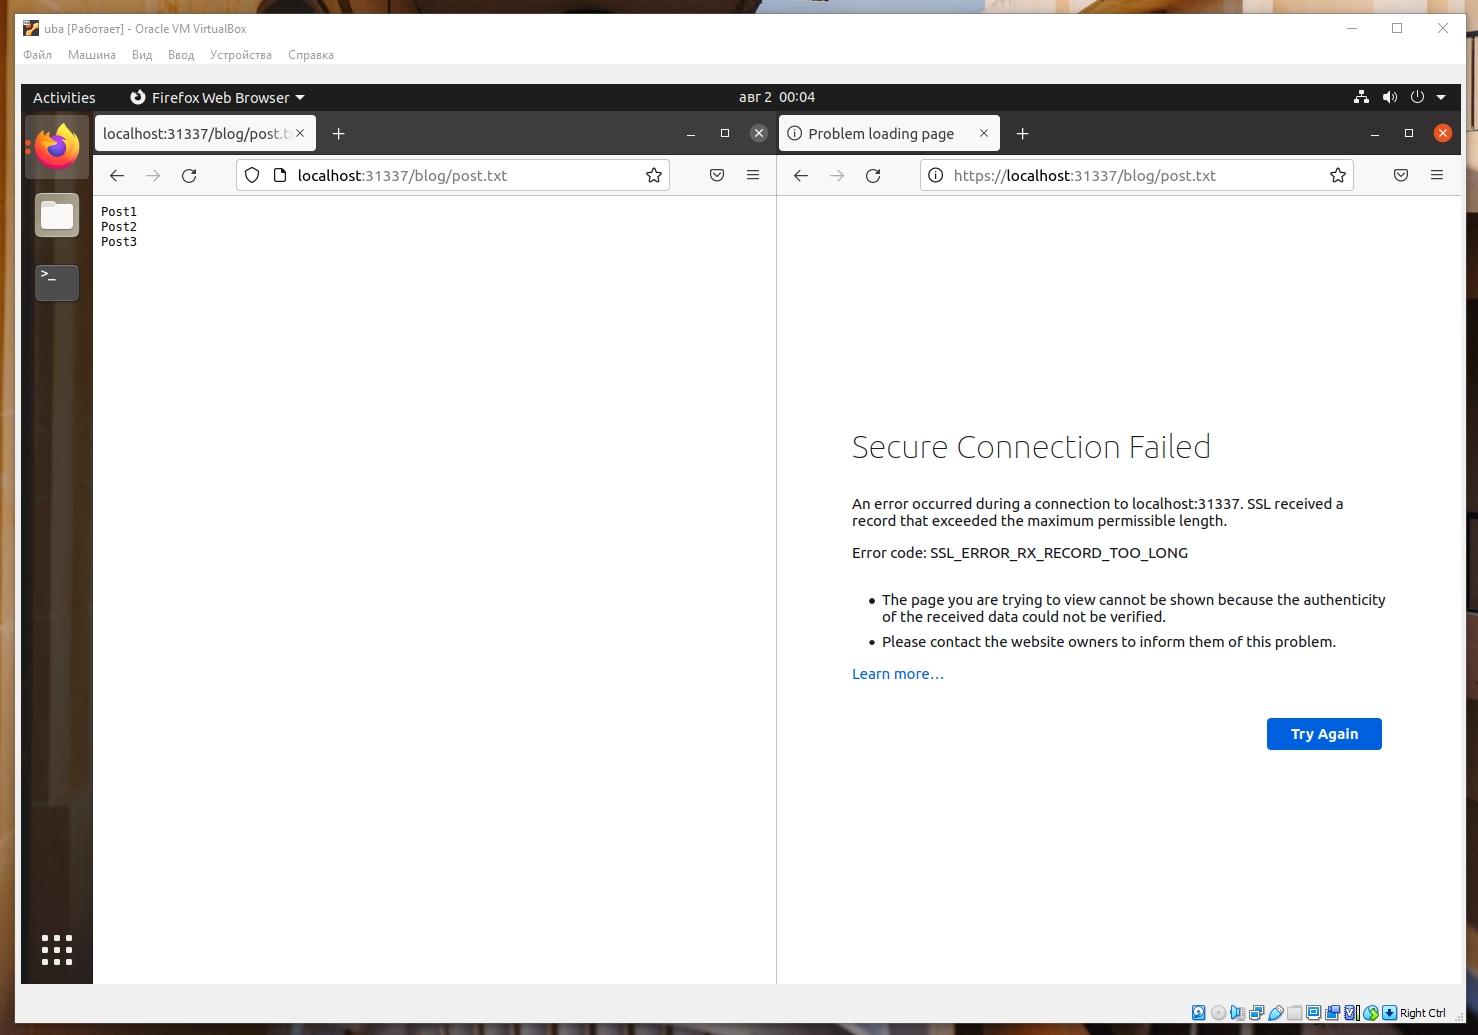 uba [Работает] - Oracle VM VirtualBox
Файл Машина Вид Ввод Устройства Справка
Activities Firefox Web Browser авг 2 00:04
localhost:31337/blog/post.tx
Problem loading page
localhost:31337/blog/post.txt
https://localhost:31337/blog/post.txt
Post1
Post2
Post3
Secure Connection Failed
An error occurred during a connection to localhost:31337. SSL received a
record that exceeded the maximum permissible length.
Error code: SSL_ERROR_RX_RECORD_TOO_LONG
• The page you are trying to view cannot be shown because the authenticity
of the received data could not be verified.
• Please contact the website owners to inform them of this problem.
Learn more…
Try Again
Right Ctrl